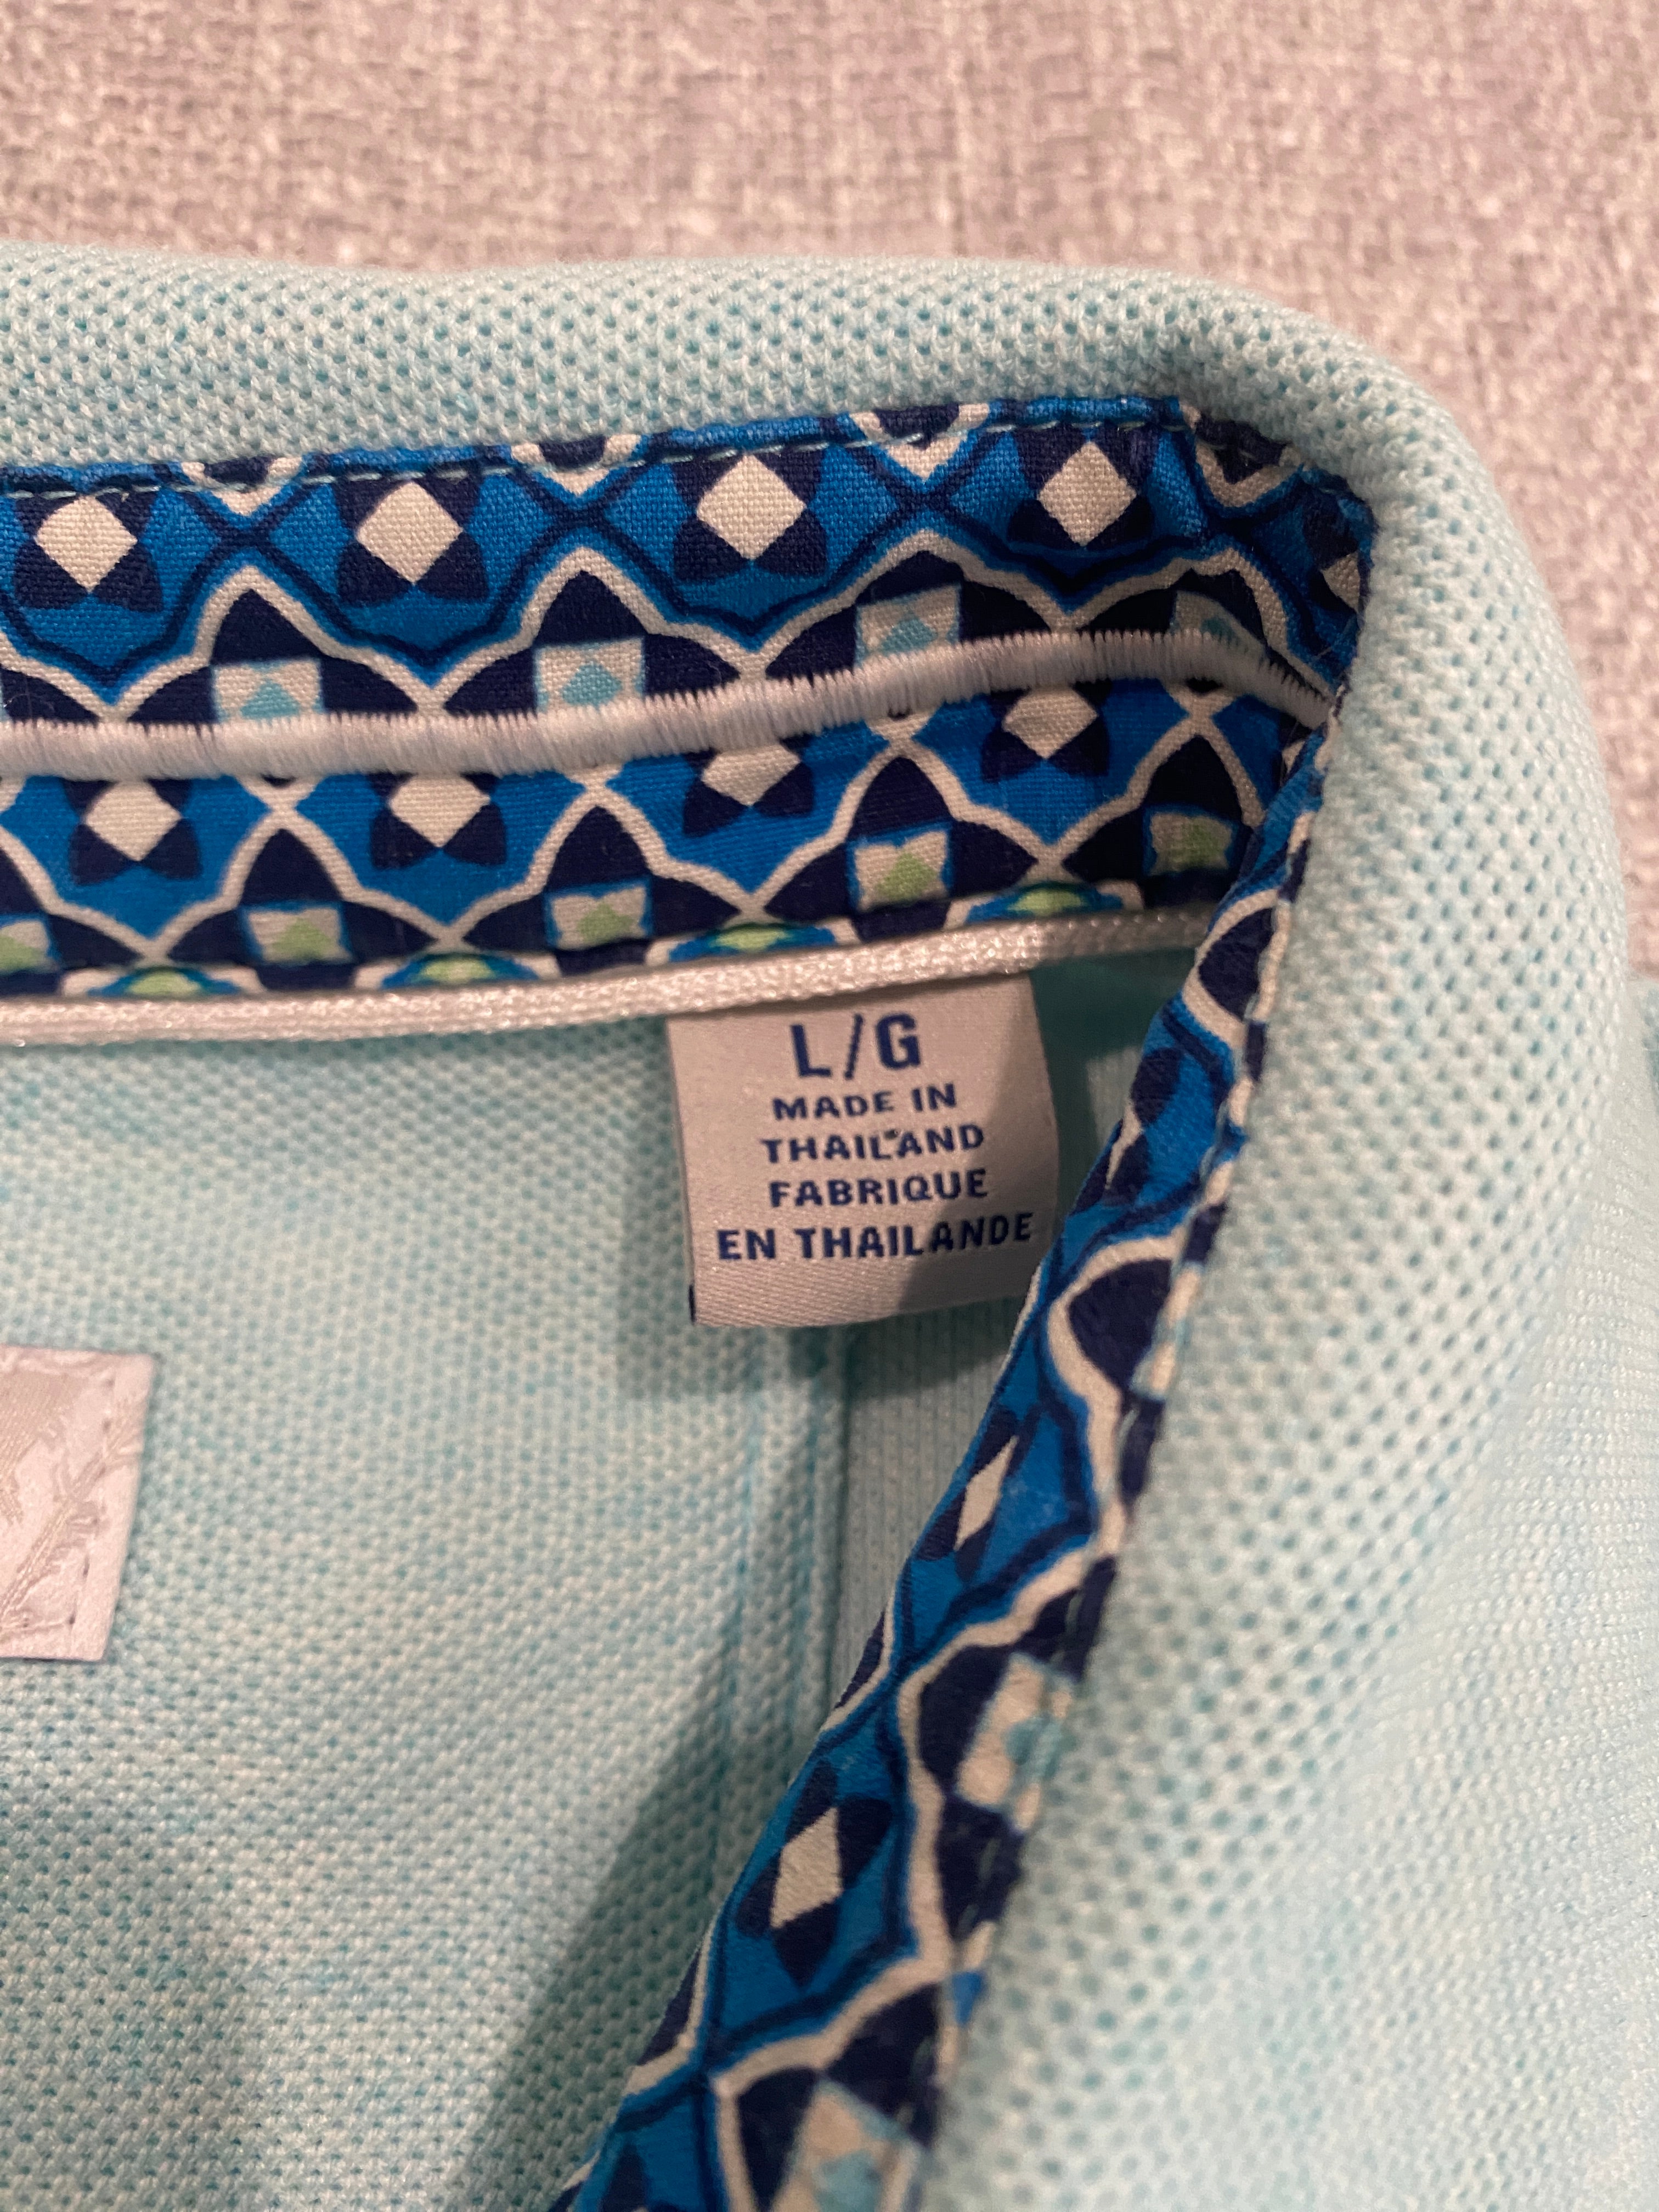 L/G
MADE IN
THAILAND
FABRIQUE
EN THAILANDE